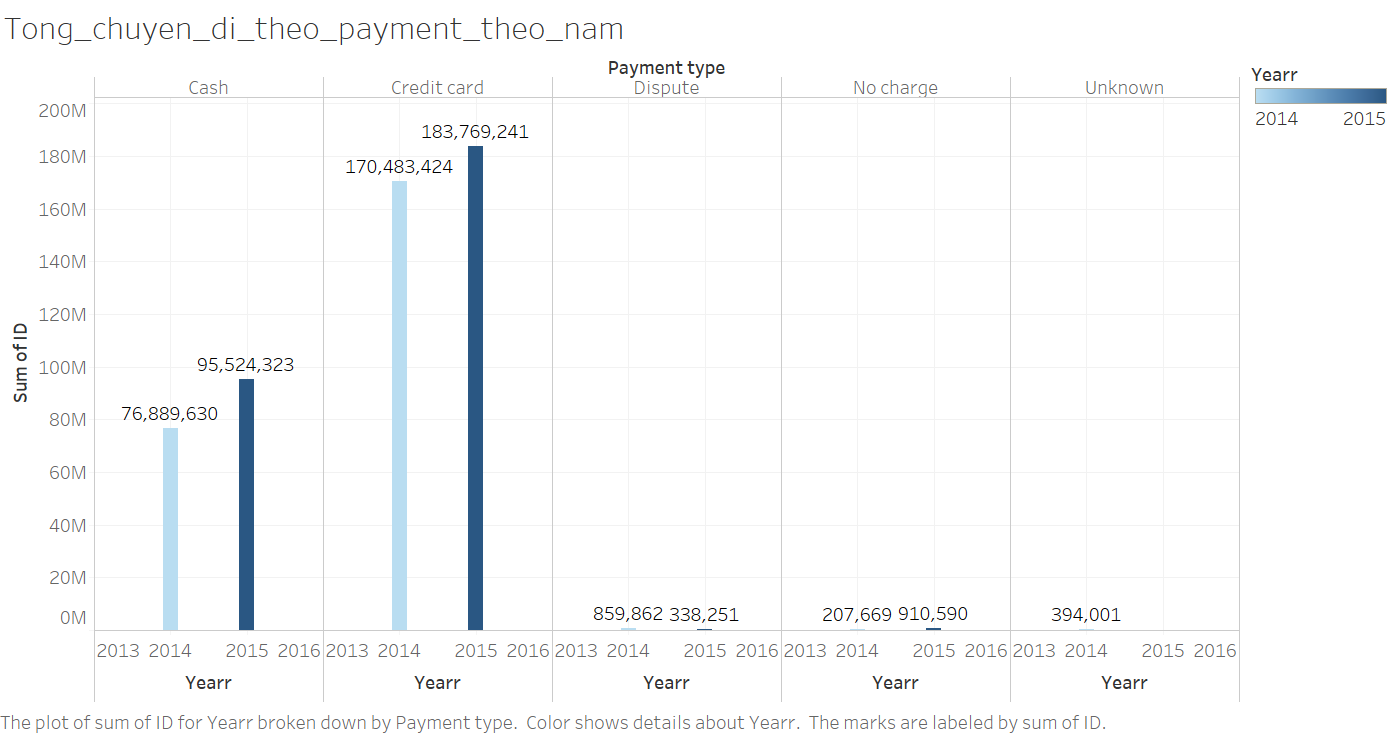 Tong_chuyen_di_theo_payment_theo_nam
Payment type
Cash Credit card Dispute No charge Unknown
Yearr
2014 2015
200M
180M
160M
140M
120M
100M
80M
60M
40M
20M
0M
Sum of ID
76,889,630
95,524,323
170,483,424
183,769,241
859,862 338,251
207,669 910,590
394,001
2013 2014 2015 2016 2013 2014 2015 2016 2013 2014 2015 2016 2013 2014 2015 2016 2013 2014 2015 2016
Yearr Yearr Yearr Yearr Yearr
The plot of sum of ID for Yearr broken down by Payment type. Color shows details about Yearr. The marks are labeled by sum of ID.